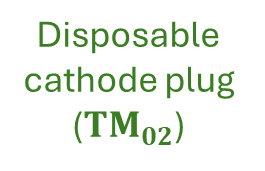 Disposable
cathode plug
(TM₀₂)